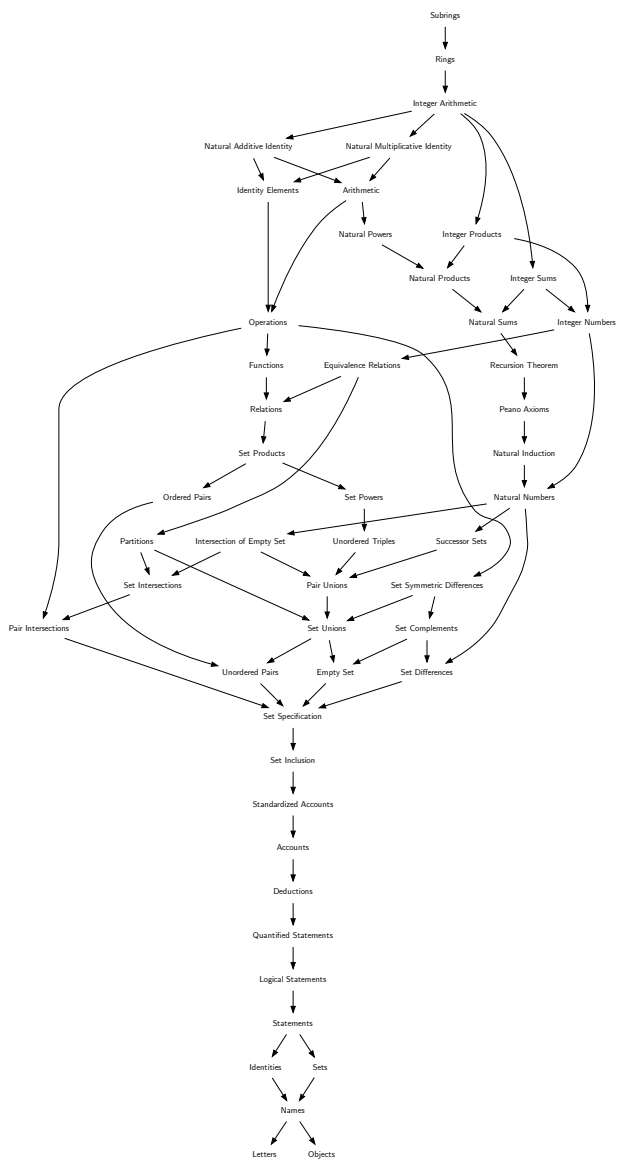 Subrings
Rings
Integer Arithmetic
Natural Additive Identity Natural Multiplicative Identity
Identity Elements Arithmetic
Natural Powers Integer Products
Natural Products Integer Sums
Operations Natural Sums Integer Numbers
Functions Equivalence Relations Recursion Theorem
Relations Peano Axioms
Set Products Natural Induction
Ordered Pairs Set Powers Natural Numbers
Partitions Intersection of Empty Set Unordered Triples Successor Sets
Set Intersections Pair Unions Set Symmetric Differences
Pair Intersections Set Unions Set Complements
Unordered Pairs Empty Set Set Differences
Set Specification
Set Inclusion
Standardized Accounts
Accounts
Deductions
Quantified Statements
Logical Statements
Statements
Identities Sets
Names
Letters Objects